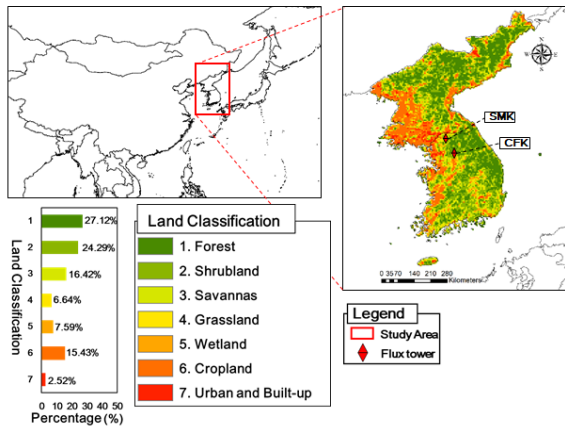 N
W
E
S
SMK
CFK
0 3570 140 210 280
Kilometers
Land Classification
1 27.12%
2 24.29%
3 16.42%
4 6.64%
5 7.59%
6 15.43%
7 2.52%
0 10 20 30 40 50
Percentage (%)
Land Classification
1. Forest
2. Shrubland
3. Savannas
4. Grassland
5. Wetland
6. Cropland
7. Urban and Built-up
Legend
Study Area
Flux tower